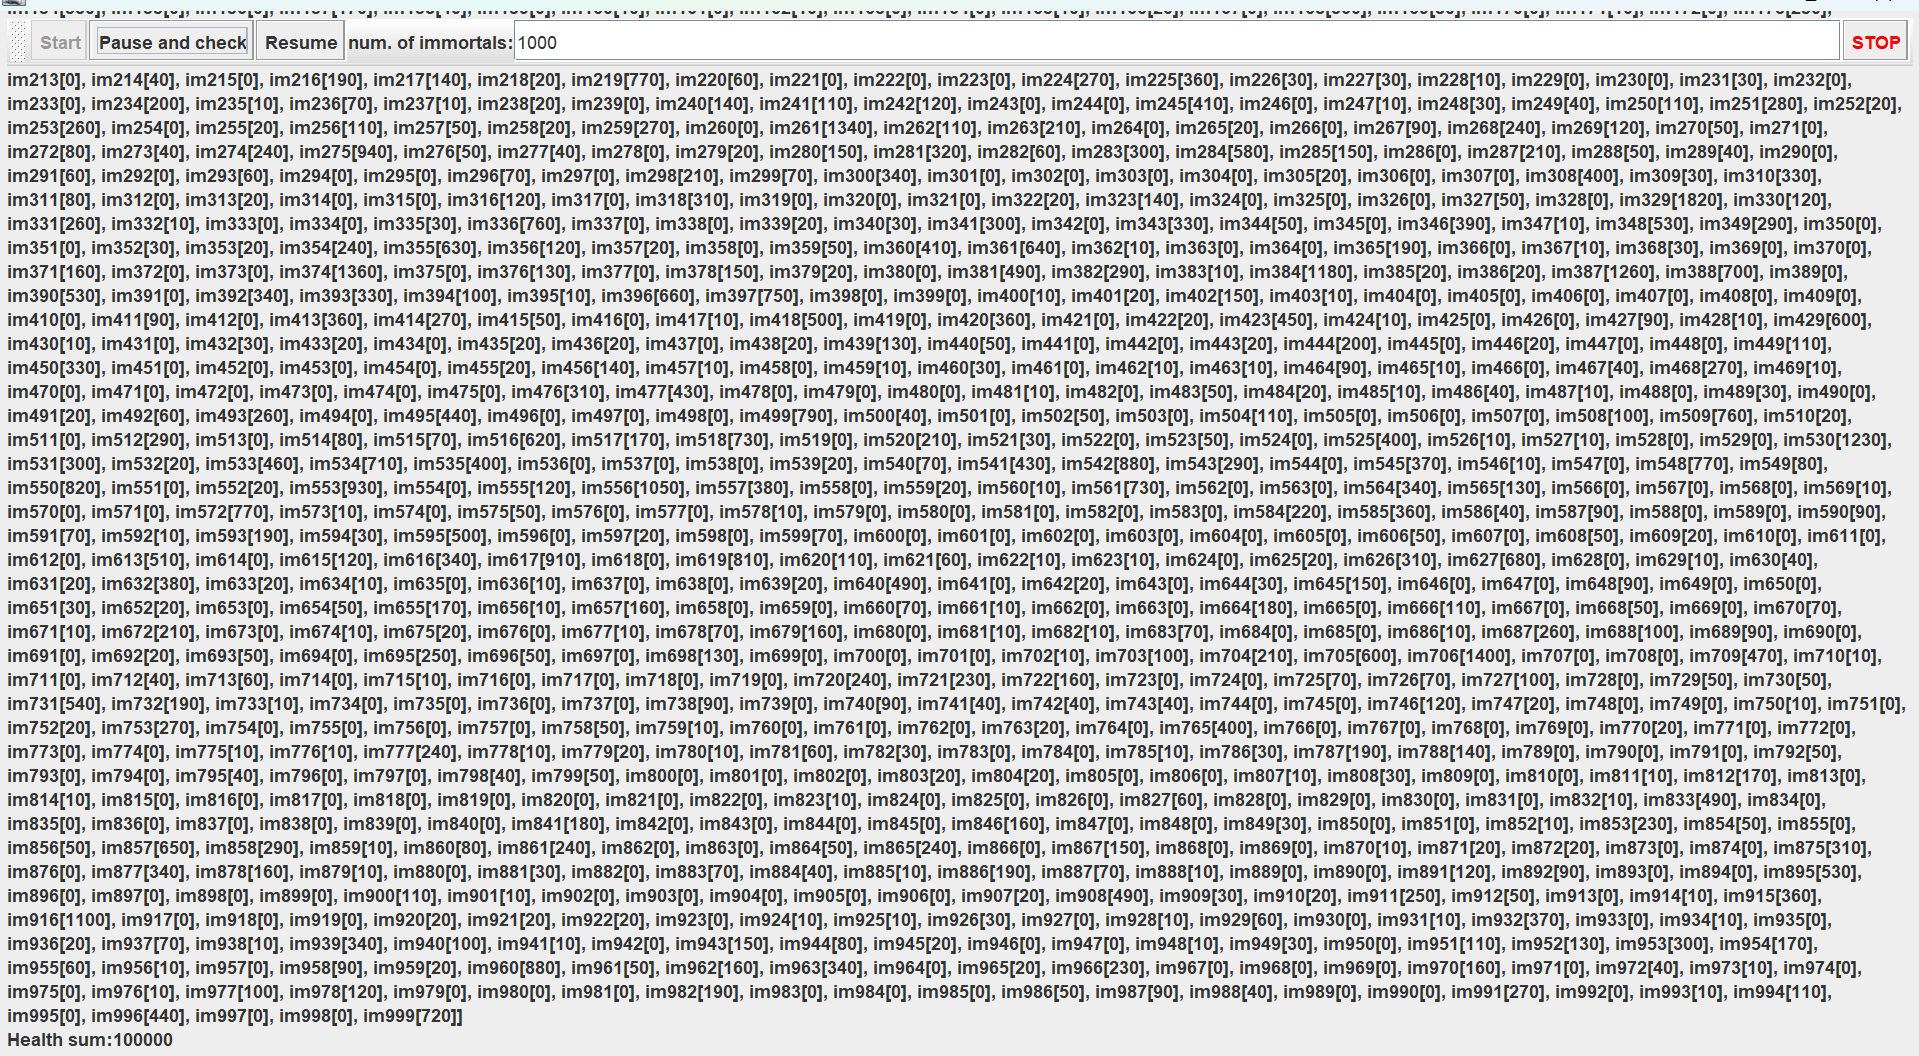 Start Pause and check Resume num. of immortals: 1000 STOP
im213[0], im214[40], im215[0], im216[190], im217[140], im218[20], im219[770], im220[60], im221[0], im222[0], im223[0], im224[270], im225[360], im226[30], im227[30], im228[10], im229[0], im230[0], im231[30], im232[0],
im233[0], im234[200], im235[10], im236[70], im237[10], im238[20], im239[0], im240[140], im241[110], im242[120], im243[0], im244[0], im245[410], im246[0], im247[10], im248[30], im249[40], im250[110], im251[280], im252[20],
im253[260], im254[0], im255[20], im256[110], im257[50], im258[20], im259[270], im260[0], im261[1340], im262[110], im263[210], im264[0], im265[20], im266[0], im267[90], im268[240], im269[120], im270[50], im271[0],
im272[80], im273[40], im274[240], im275[940], im276[50], im277[40], im278[0], im279[20], im280[150], im281[320], im282[60], im283[300], im284[580], im285[150], im286[0], im287[210], im288[50], im289[40], im290[0],
im291[60], im292[0], im293[60], im294[0], im295[0], im296[70], im297[0], im298[210], im299[70], im300[340], im301[0], im302[0], im303[0], im304[0], im305[20], im306[0], im307[0], im308[400], im309[30], im310[330],
im311[80], im312[0], im313[20], im314[0], im315[0], im316[120], im317[0], im318[310], im319[0], im320[0], im321[0], im322[20], im323[140], im324[0], im325[0], im326[0], im327[50], im328[0], im329[1820], im330[120],
im331[260], im332[10], im333[0], im334[0], im335[30], im336[760], im337[0], im338[0], im339[20], im340[30], im341[300], im342[0], im343[330], im344[50], im345[0], im346[390], im347[10], im348[530], im349[290], im350[0],
im351[0], im352[30], im353[20], im354[240], im355[630], im356[120], im357[20], im358[0], im359[50], im360[410], im361[640], im362[10], im363[0], im364[0], im365[190], im366[0], im367[10], im368[30], im369[0], im370[0],
im371[160], im372[0], im373[0], im374[1360], im375[0], im376[130], im377[0], im378[150], im379[20], im380[0], im381[490], im382[290], im383[10], im384[1180], im385[20], im386[20], im387[1260], im388[700], im389[0],
im390[530], im391[0], im392[340], im393[330], im394[100], im395[10], im396[660], im397[750], im398[0], im399[0], im400[10], im401[20], im402[150], im403[10], im404[0], im405[0], im406[0], im407[0], im408[0], im409[0],
im410[0], im411[90], im412[0], im413[360], im414[270], im415[50], im416[0], im417[10], im418[500], im419[0], im420[360], im421[0], im422[20], im423[450], im424[10], im425[0], im426[0], im427[90], im428[10], im429[600],
im430[10], im431[0], im432[30], im433[20], im434[0], im435[20], im436[20], im437[0], im438[20], im439[130], im440[50], im441[0], im442[0], im443[20], im444[200], im445[0], im446[20], im447[0], im448[0], im449[110],
im450[330], im451[0], im452[0], im453[0], im454[0], im455[20], im456[140], im457[10], im458[0], im459[10], im460[30], im461[0], im462[10], im463[10], im464[90], im465[10], im466[0], im467[40], im468[270], im469[10],
im470[0], im471[0], im472[0], im473[0], im474[0], im475[0], im476[310], im477[430], im478[0], im479[0], im480[0], im481[10], im482[0], im483[50], im484[20], im485[10], im486[40], im487[10], im488[0], im489[30], im490[0],
im491[20], im492[60], im493[260], im494[0], im495[440], im496[0], im497[0], im498[0], im499[790], im500[40], im501[0], im502[50], im503[0], im504[110], im505[0], im506[0], im507[0], im508[100], im509[760], im510[20],
im511[0], im512[290], im513[0], im514[80], im515[70], im516[620], im517[170], im518[730], im519[0], im520[210], im521[30], im522[0], im523[50], im524[0], im525[400], im526[10], im527[10], im528[0], im529[0], im530[1230],
im531[300], im532[20], im533[460], im534[710], im535[400], im536[0], im537[0], im538[0], im539[20], im540[70], im541[430], im542[880], im543[290], im544[0], im545[370], im546[10], im547[0], im548[770], im549[80],
im550[820], im551[0], im552[20], im553[930], im554[0], im555[120], im556[1050], im557[380], im558[0], im559[20], im560[10], im561[730], im562[0], im563[0], im564[340], im565[130], im566[0], im567[0], im568[0], im569[10],
im570[0], im571[0], im572[770], im573[10], im574[0], im575[50], im576[0], im577[0], im578[10], im579[0], im580[0], im581[0], im582[0], im583[0], im584[220], im585[360], im586[40], im587[90], im588[0], im589[0], im590[90],
im591[70], im592[10], im593[190], im594[30], im595[500], im596[0], im597[20], im598[0], im599[70], im600[0], im601[0], im602[0], im603[0], im604[0], im605[0], im606[50], im607[0], im608[50], im609[20], im610[0], im611[0],
im612[0], im613[510], im614[0], im615[120], im616[340], im617[910], im618[0], im619[810], im620[110], im621[60], im622[10], im623[10], im624[0], im625[20], im626[310], im627[680], im628[0], im629[10], im630[40],
im631[20], im632[380], im633[20], im634[10], im635[0], im636[10], im637[0], im638[0], im639[20], im640[490], im641[0], im642[20], im643[0], im644[30], im645[150], im646[0], im647[0], im648[90], im649[0], im650[0],
im651[30], im652[20], im653[0], im654[50], im655[170], im656[10], im657[160], im658[0], im659[0], im660[70], im661[10], im662[0], im663[0], im664[180], im665[0], im666[110], im667[0], im668[50], im669[0], im670[70],
im671[10], im672[210], im673[0], im674[10], im675[20], im676[0], im677[10], im678[70], im679[160], im680[0], im681[10], im682[10], im683[70], im684[0], im685[0], im686[10], im687[260], im688[100], im689[90], im690[0],
im691[0], im692[20], im693[50], im694[0], im695[250], im696[50], im697[0], im698[130], im699[0], im700[0], im701[0], im702[10], im703[100], im704[210], im705[600], im706[1400], im707[0], im708[0], im709[470], im710[10],
im711[0], im712[40], im713[60], im714[0], im715[10], im716[0], im717[0], im718[0], im719[0], im720[240], im721[230], im722[160], im723[0], im724[0], im725[70], im726[70], im727[100], im728[0], im729[50], im730[50],
im731[540], im732[190], im733[10], im734[0], im735[0], im736[0], im737[0], im738[90], im739[0], im740[90], im741[40], im742[40], im743[40], im744[0], im745[0], im746[120], im747[20], im748[0], im749[0], im750[10], im751[0],
im752[20], im753[270], im754[0], im755[0], im756[0], im757[0], im758[50], im759[10], im760[0], im761[0], im762[0], im763[20], im764[0], im765[400], im766[0], im767[0], im768[0], im769[0], im770[20], im771[0], im772[0],
im773[0], im774[0], im775[10], im776[10], im777[240], im778[10], im779[20], im780[10], im781[60], im782[30], im783[0], im784[0], im785[10], im786[30], im787[190], im788[140], im789[0], im790[0], im791[0], im792[50],
im793[0], im794[0], im795[40], im796[0], im797[0], im798[40], im799[50], im800[0], im801[0], im802[0], im803[20], im804[20], im805[0], im806[0], im807[10], im808[30], im809[0], im810[0], im811[10], im812[170], im813[0],
im814[10], im815[0], im816[0], im817[0], im818[0], im819[0], im820[0], im821[0], im822[0], im823[10], im824[0], im825[0], im826[0], im827[60], im828[0], im829[0], im830[0], im831[0], im832[10], im833[490], im834[0],
im835[0], im836[0], im837[0], im838[0], im839[0], im840[0], im841[180], im842[0], im843[0], im844[0], im845[0], im846[160], im847[0], im848[0], im849[30], im850[0], im851[0], im852[10], im853[230], im854[50], im855[0],
im856[50], im857[650], im858[290], im859[10], im860[80], im861[240], im862[0], im863[0], im864[50], im865[240], im866[0], im867[150], im868[0], im869[0], im870[10], im871[20], im872[20], im873[0], im874[0], im875[310],
im876[0], im877[340], im878[160], im879[10], im880[0], im881[30], im882[0], im883[70], im884[40], im885[10], im886[190], im887[70], im888[10], im889[0], im890[0], im891[120], im892[90], im893[0], im894[0], im895[530],
im896[0], im897[0], im898[0], im899[0], im900[110], im901[10], im902[0], im903[0], im904[0], im905[0], im906[0], im907[20], im908[490], im909[30], im910[20], im911[250], im912[50], im913[0], im914[10], im915[360],
im916[1100], im917[0], im918[0], im919[0], im920[20], im921[20], im922[20], im923[0], im924[10], im925[10], im926[30], im927[0], im928[10], im929[60], im930[0], im931[10], im932[370], im933[0], im934[10], im935[0],
im936[20], im937[70], im938[10], im939[340], im940[100], im941[10], im942[0], im943[150], im944[80], im945[20], im946[0], im947[0], im948[10], im949[30], im950[0], im951[110], im952[130], im953[300], im954[170],
im955[60], im956[10], im957[0], im958[90], im959[20], im960[880], im961[50], im962[160], im963[340], im964[0], im965[20], im966[230], im967[0], im968[0], im969[0], im970[160], im971[0], im972[40], im973[10], im974[0],
im975[0], im976[10], im977[100], im978[120], im979[0], im980[0], im981[0], im982[190], im983[0], im984[0], im985[0], im986[50], im987[90], im988[40], im989[0], im990[0], im991[270], im992[0], im993[10], im994[110],
im995[0], im996[440], im997[0], im998[0], im999[720]]
Health sum:100000